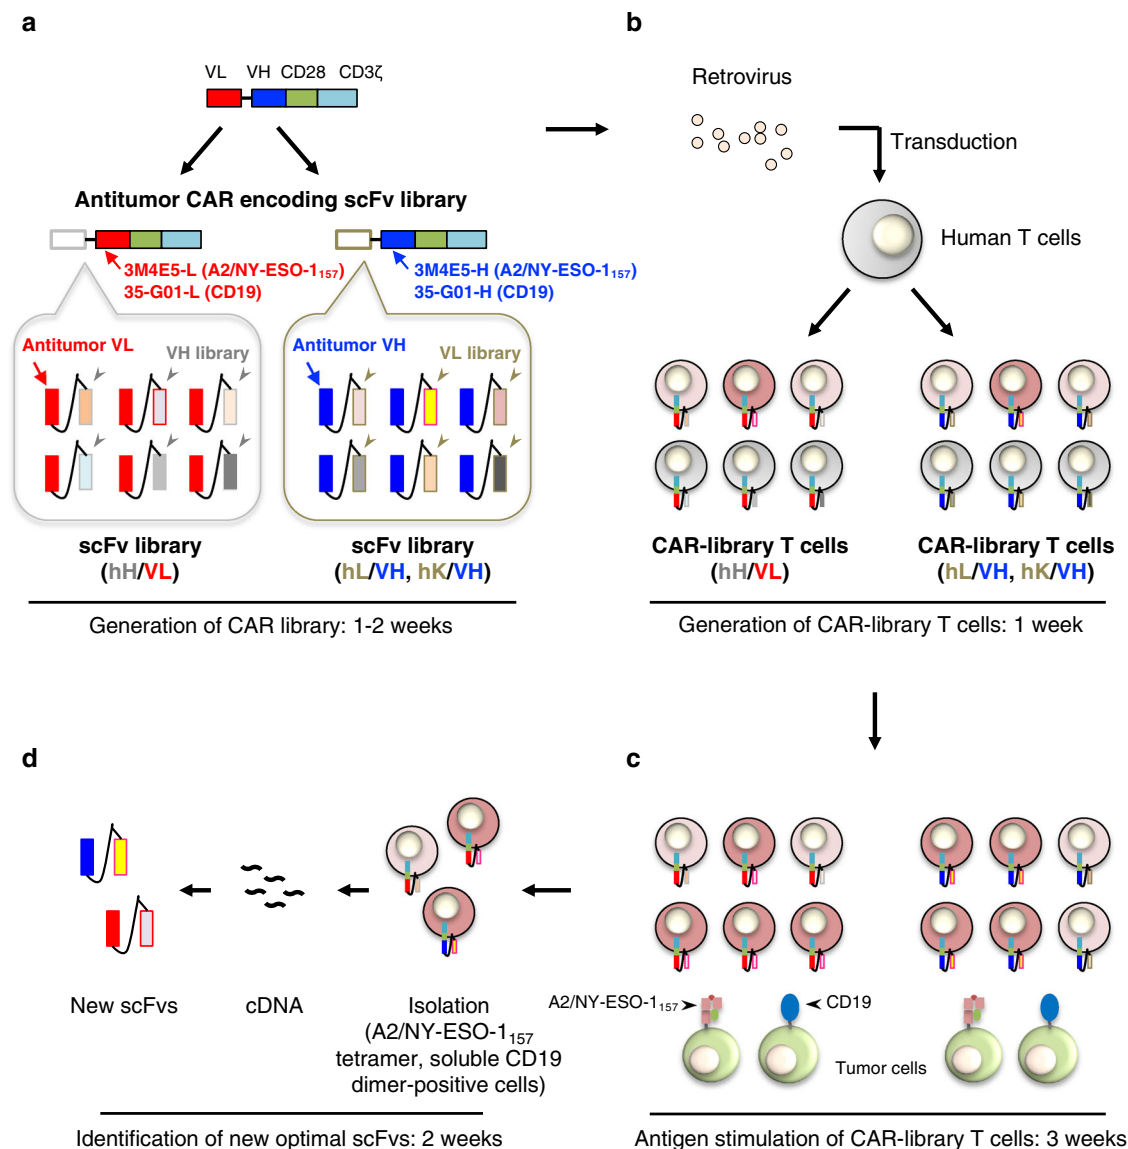 a
VL VH CD28 CD3ζ
Antitumor CAR encoding scFv library
3M4E5-L (A2/NY-ESO-1₁₅₇)
35-G01-L (CD19)
3M4E5-H (A2/NY-ESO-1₁₅₇)
35-G01-H (CD19)
Antitumor VL
VH library
Antitumor VH
VL library
scFv library
(hH/VL)
scFv library
(hL/VH, hK/VH)
Generation of CAR library: 1-2 weeks
b
Retrovirus
Transduction
Human T cells
CAR-library T cells
(hH/VL)
CAR-library T cells
(hL/VH, hK/VH)
Generation of CAR-library T cells: 1 week
c
A2/NY-ESO-1₁₅₇
CD19
Tumor cells
Antigen stimulation of CAR-library T cells: 3 weeks
d
New scFvs
cDNA
Isolation
(A2/NY-ESO-1₁₅₇
tetramer, soluble CD19
dimer-positive cells)
Identification of new optimal scFvs: 2 weeks